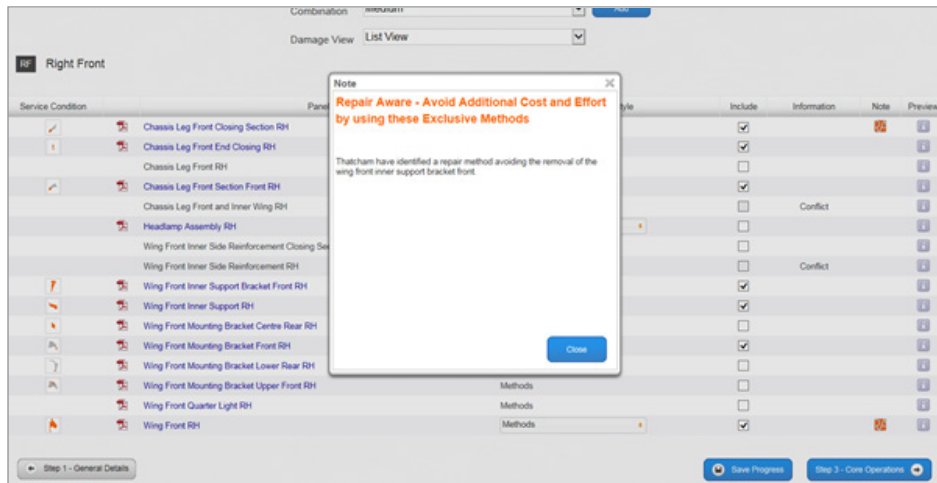 Combination Medium Add
Damage View List View
RF Right Front
Note
Repair Aware - Avoid Additional Cost and Effort
by using these Exclusive Methods
Thatcham have identified a repair method avoiding the removal of the
wing front inner support bracket front.
Close
Service Condition Panel Style Include Information Note Preview
Chassis Leg Front Closing Section RH
Chassis Leg Front End Closing RH
Chassis Leg Front RH
Chassis Leg Front Section Front RH
Chassis Leg Front and Inner Wing RH Conflict
Headlamp Assembly RH
Wing Front Inner Side Reinforcement Closing Sec
Wing Front Inner Side Reinforcement RH Conflict
Wing Front Inner Support Bracket Front RH
Wing Front Inner Support RH
Wing Front Mounting Bracket Centre Rear RH
Wing Front Mounting Bracket Front RH
Wing Front Mounting Bracket Lower Rear RH
Wing Front Mounting Bracket Upper Front RH Methods
Wing Front Quarter Light RH Methods
Wing Front RH Methods
Step 1 - General Details Save Progress Step 3 - Core Operations